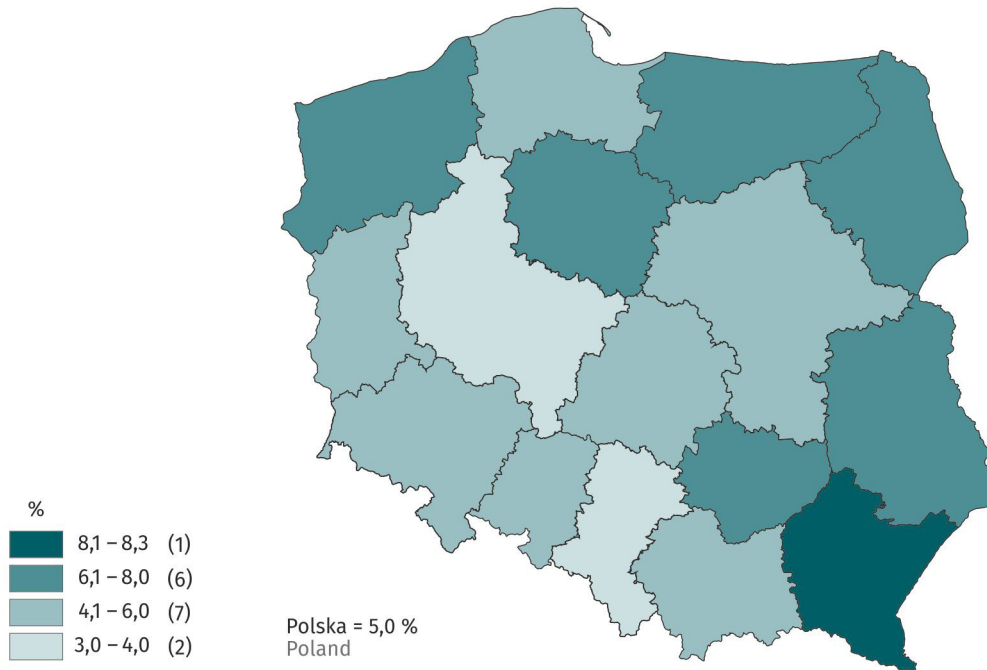 %
8,1 – 8,3 (1)
6,1 – 8,0 (6)
4,1 – 6,0 (7)
3,0 – 4,0 (2)
Polska = 5,0 %
Poland